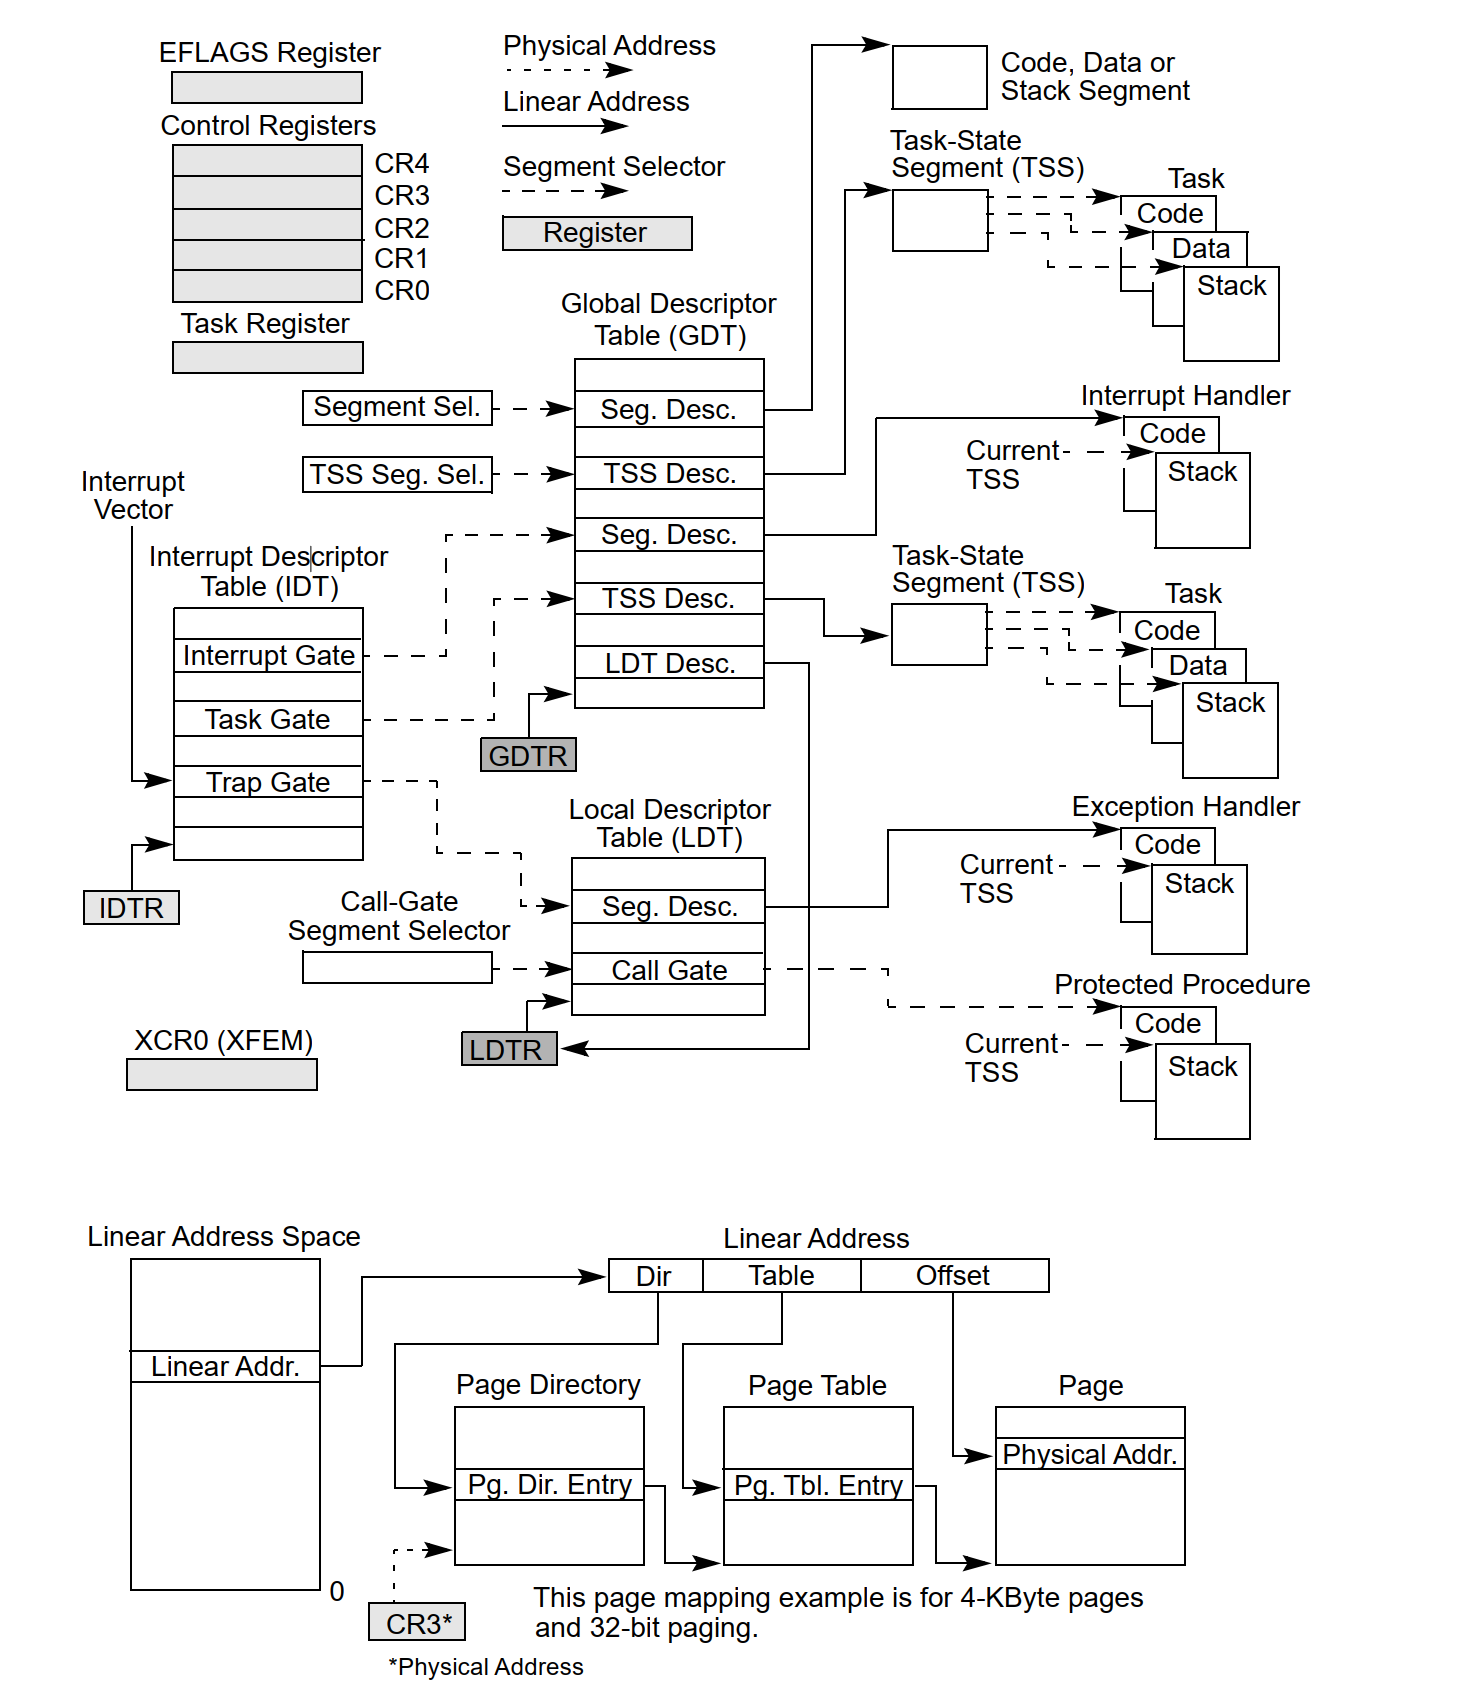 EFLAGS Register
Control Registers
CR4
CR3
CR2
CR1
CR0
Task Register
Physical Address
Linear Address
Segment Selector
Register
Code, Data or
Stack Segment
Task-State
Segment (TSS)
Task
Code
Data
Stack
Global Descriptor
Table (GDT)
Segment Sel.
Seg. Desc.
TSS Seg. Sel.
TSS Desc.
Seg. Desc.
TSS Desc.
LDT Desc.
GDTR
Interrupt Handler
Code
Current
TSS
Stack
Interrupt
Vector
Interrupt Descriptor
Table (IDT)
Interrupt Gate
Task Gate
Trap Gate
IDTR
Task-State
Segment (TSS)
Task
Code
Data
Stack
Local Descriptor
Table (LDT)
Call-Gate
Segment Selector
Seg. Desc.
Call Gate
LDTR
XCR0 (XFEM)
Exception Handler
Code
Current
TSS
Stack
Protected Procedure
Code
Current
TSS
Stack
Linear Address Space
Linear Addr.
0
Linear Address
Dir
Table
Offset
Page Directory
Pg. Dir. Entry
Page Table
Pg. Tbl. Entry
Page
Physical Addr.
CR3*
*Physical Address
This page mapping example is for 4-KByte pages
and 32-bit paging.